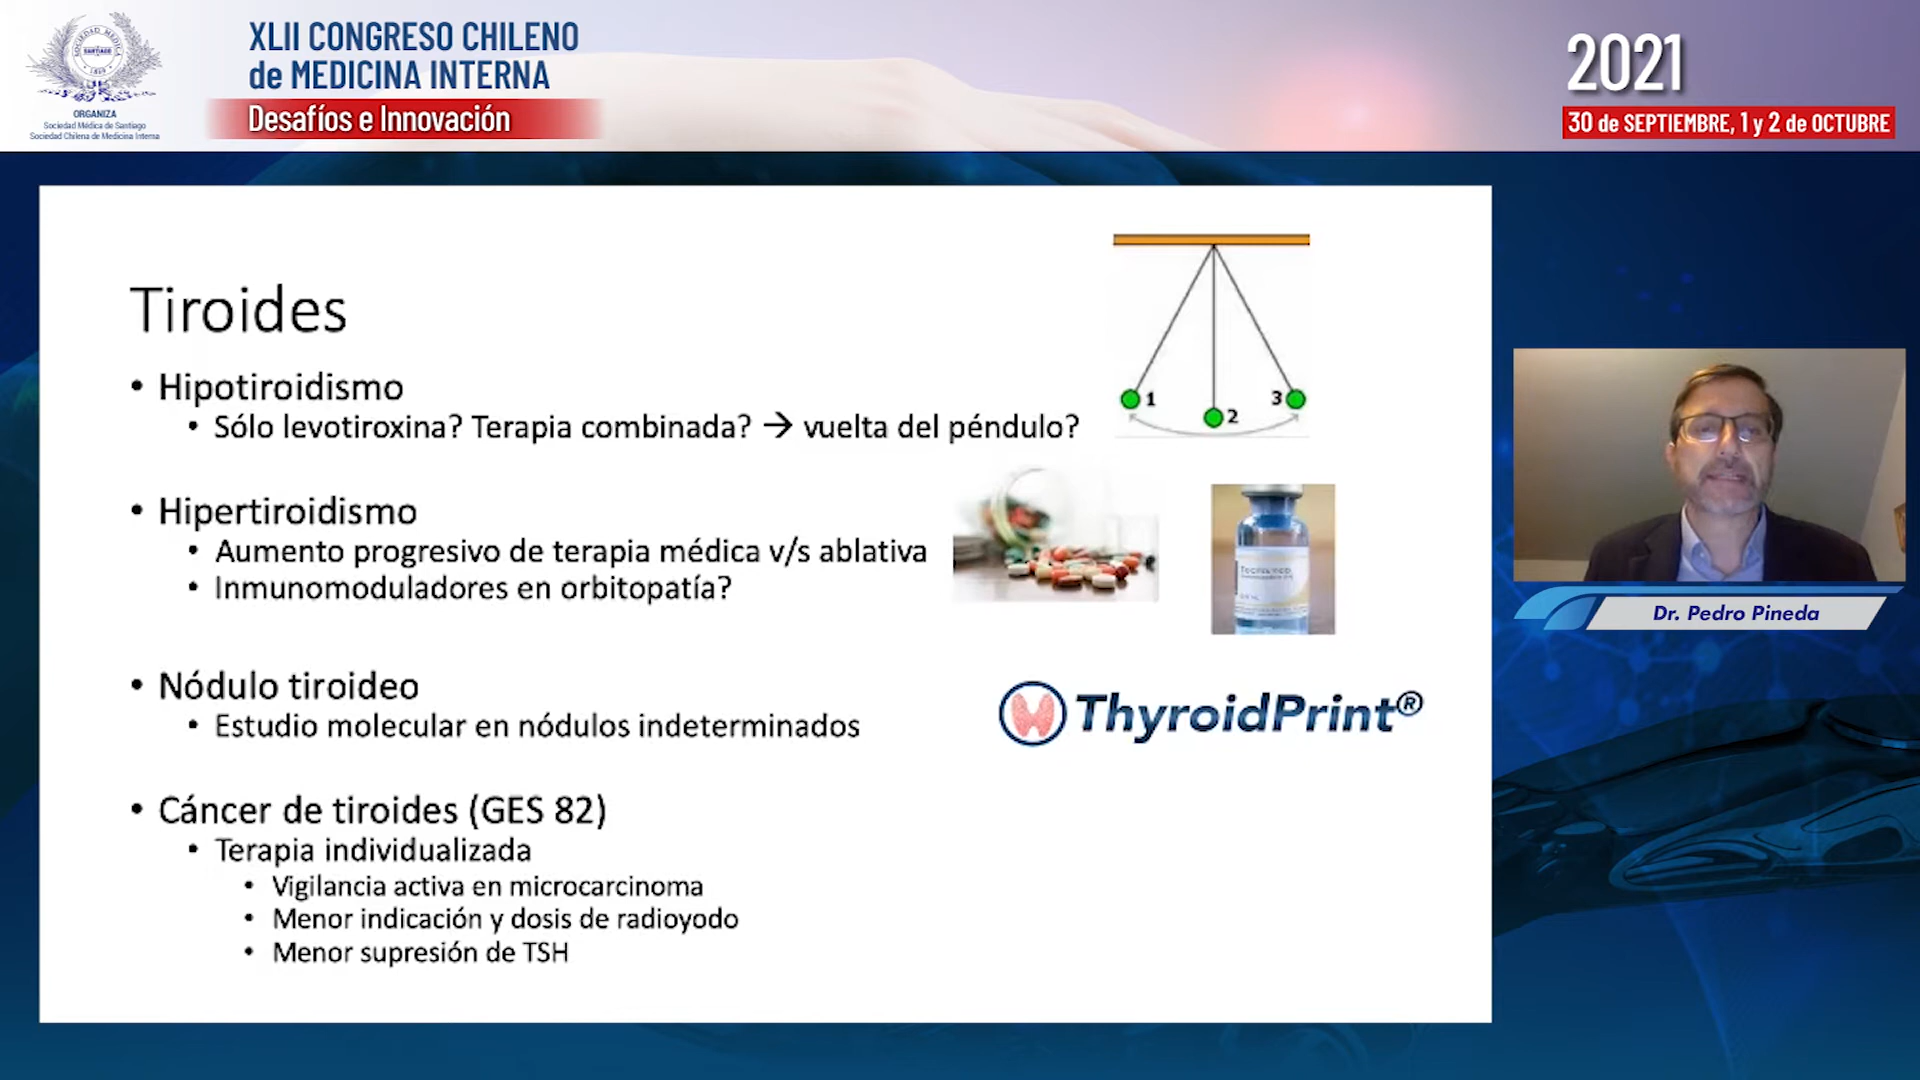 SOCIEDAD MÉDICA
SANTIAGO
1869
ORGANIZA
Sociedad Médica de Santiago
Sociedad Chilena de Medicina Interna
XLII CONGRESO CHILENO
de MEDICINA INTERNA
Desafíos e Innovación
2021
30 de SEPTIEMBRE, 1 y 2 de OCTUBRE
Tiroides
• Hipotiroidismo
• Sólo levotiroxina? Terapia combinada? → vuelta del péndulo?
1
2
3
• Hipertiroidismo
• Aumento progresivo de terapia médica v/s ablativa
• Inmunomoduladores en orbitopatía?
• Nódulo tiroideo
• Estudio molecular en nódulos indeterminados
ThyroidPrint®
• Cáncer de tiroides (GES 82)
• Terapia individualizada
• Vigilancia activa en microcarcinoma
• Menor indicación y dosis de radioyodo
• Menor supresión de TSH
Dr. Pedro Pineda